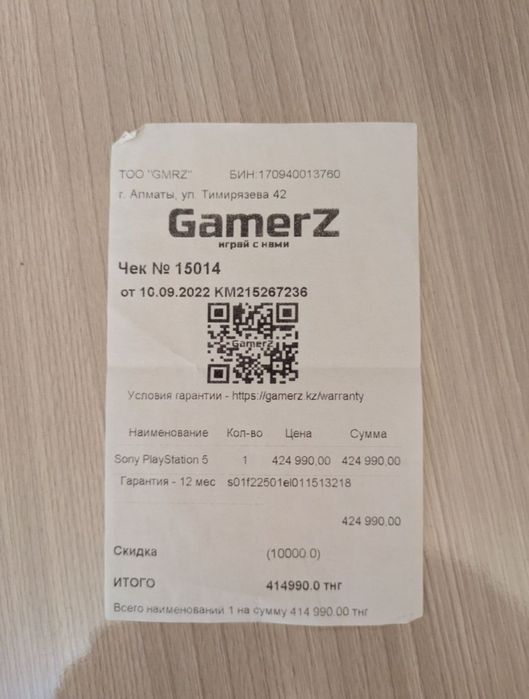 ТОО "GMRZ" БИН:170940013760
г. Алматы, ул. Тимирязева 42
GamerZ
играй с нами
Чек № 15014
от 10.09.2022 KM215267236
GamerZ
Условия гарантии - https://gamerz.kz/warranty
Наименование Кол-во Цена Сумма
Sony PlayStation 5 1 424 990,00 424 990,00
Гарантия - 12 мес s01f22501el011513218
424 990,00
Скидка (10000.0)
ИТОГО 414990.0 тнг
Всего наименований 1 на сумму 414 990.00 тнг